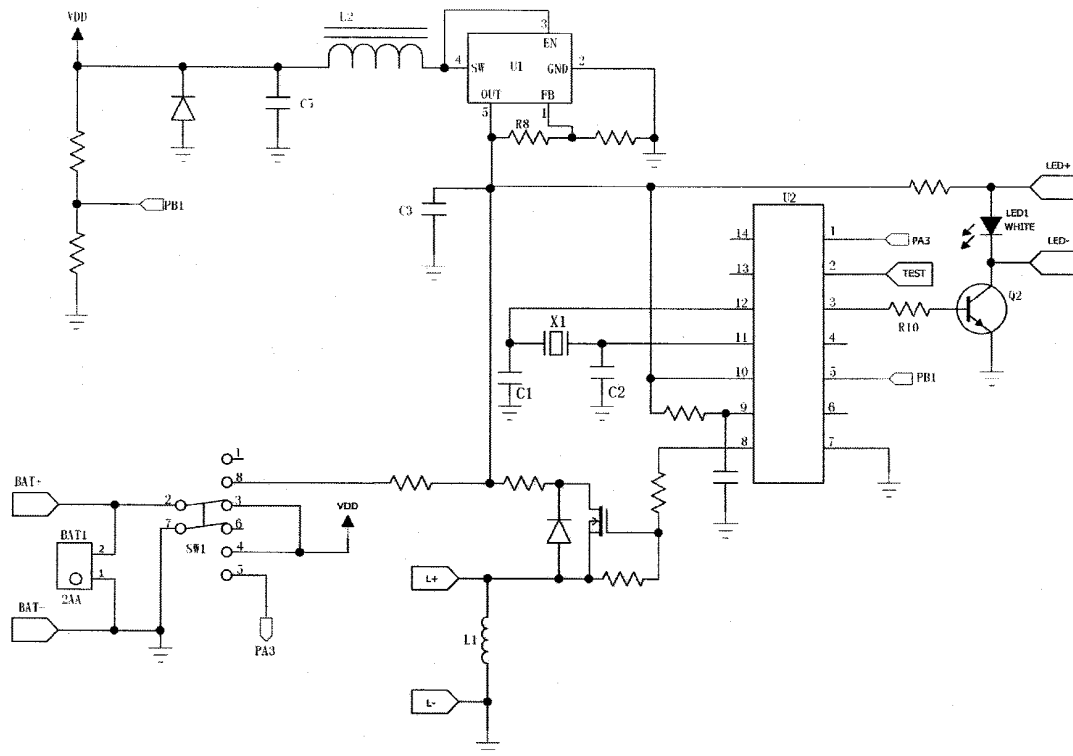 VDD
L2
3
EN
4
SW
U1
GND
2
OUT
FB
5
1
R8
C5
PB1
C3
U2
LED+
LED1
WHITE
LED-
14
1
PA3
13
2
TEST
12
3
R10
Q2
X1
11
4
C1
C2
10
5
PB1
9
6
8
7
1
8
BAT+
2
3
VDD
7
6
BAT1
2
SW1
4
1
5
2AA
L+
BAT-
PA3
L1
L-